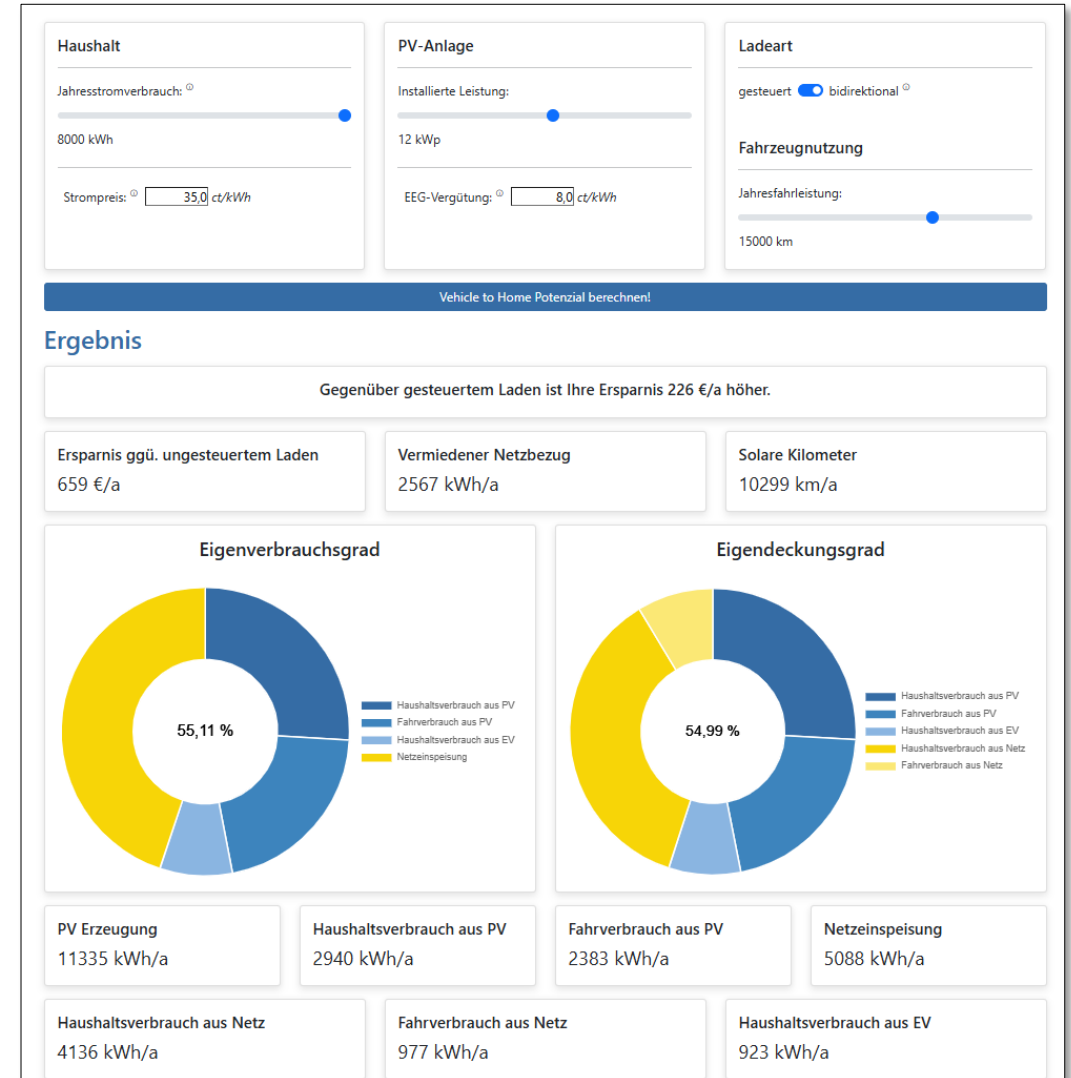 Haushalt
Jahresstromverbrauch:
8000 kWh
Strompreis: 35,0 ct/kWh
PV-Anlage
Installierte Leistung:
12 kWp
EEG-Vergütung: 8,0 ct/kWh
Ladeart
gesteuert bidirektional
Fahrzeugnutzung
Jahresfahrleistung:
15000 km
Vehicle to Home Potenzial berechnen!
Ergebnis
Gegenüber gesteuertem Laden ist Ihre Ersparnis 226 €/a höher.
Ersparnis ggü. ungesteuertem Laden
659 €/a
Vermiedener Netzbezug
2567 kWh/a
Solare Kilometer
10299 km/a
Eigenverbrauchsgrad
55,11 %
Haushaltsverbrauch aus PV
Fahrverbrauch aus PV
Haushaltsverbrauch aus EV
Netzeinspeisung
Eigendeckungsgrad
54,99 %
Haushaltsverbrauch aus PV
Fahrverbrauch aus PV
Haushaltsverbrauch aus EV
Haushaltsverbrauch aus Netz
Fahrverbrauch aus Netz
PV Erzeugung
11335 kWh/a
Haushaltsverbrauch aus PV
2940 kWh/a
Fahrverbrauch aus PV
2383 kWh/a
Netzeinspeisung
5088 kWh/a
Haushaltsverbrauch aus Netz
4136 kWh/a
Fahrverbrauch aus Netz
977 kWh/a
Haushaltsverbrauch aus EV
923 kWh/a